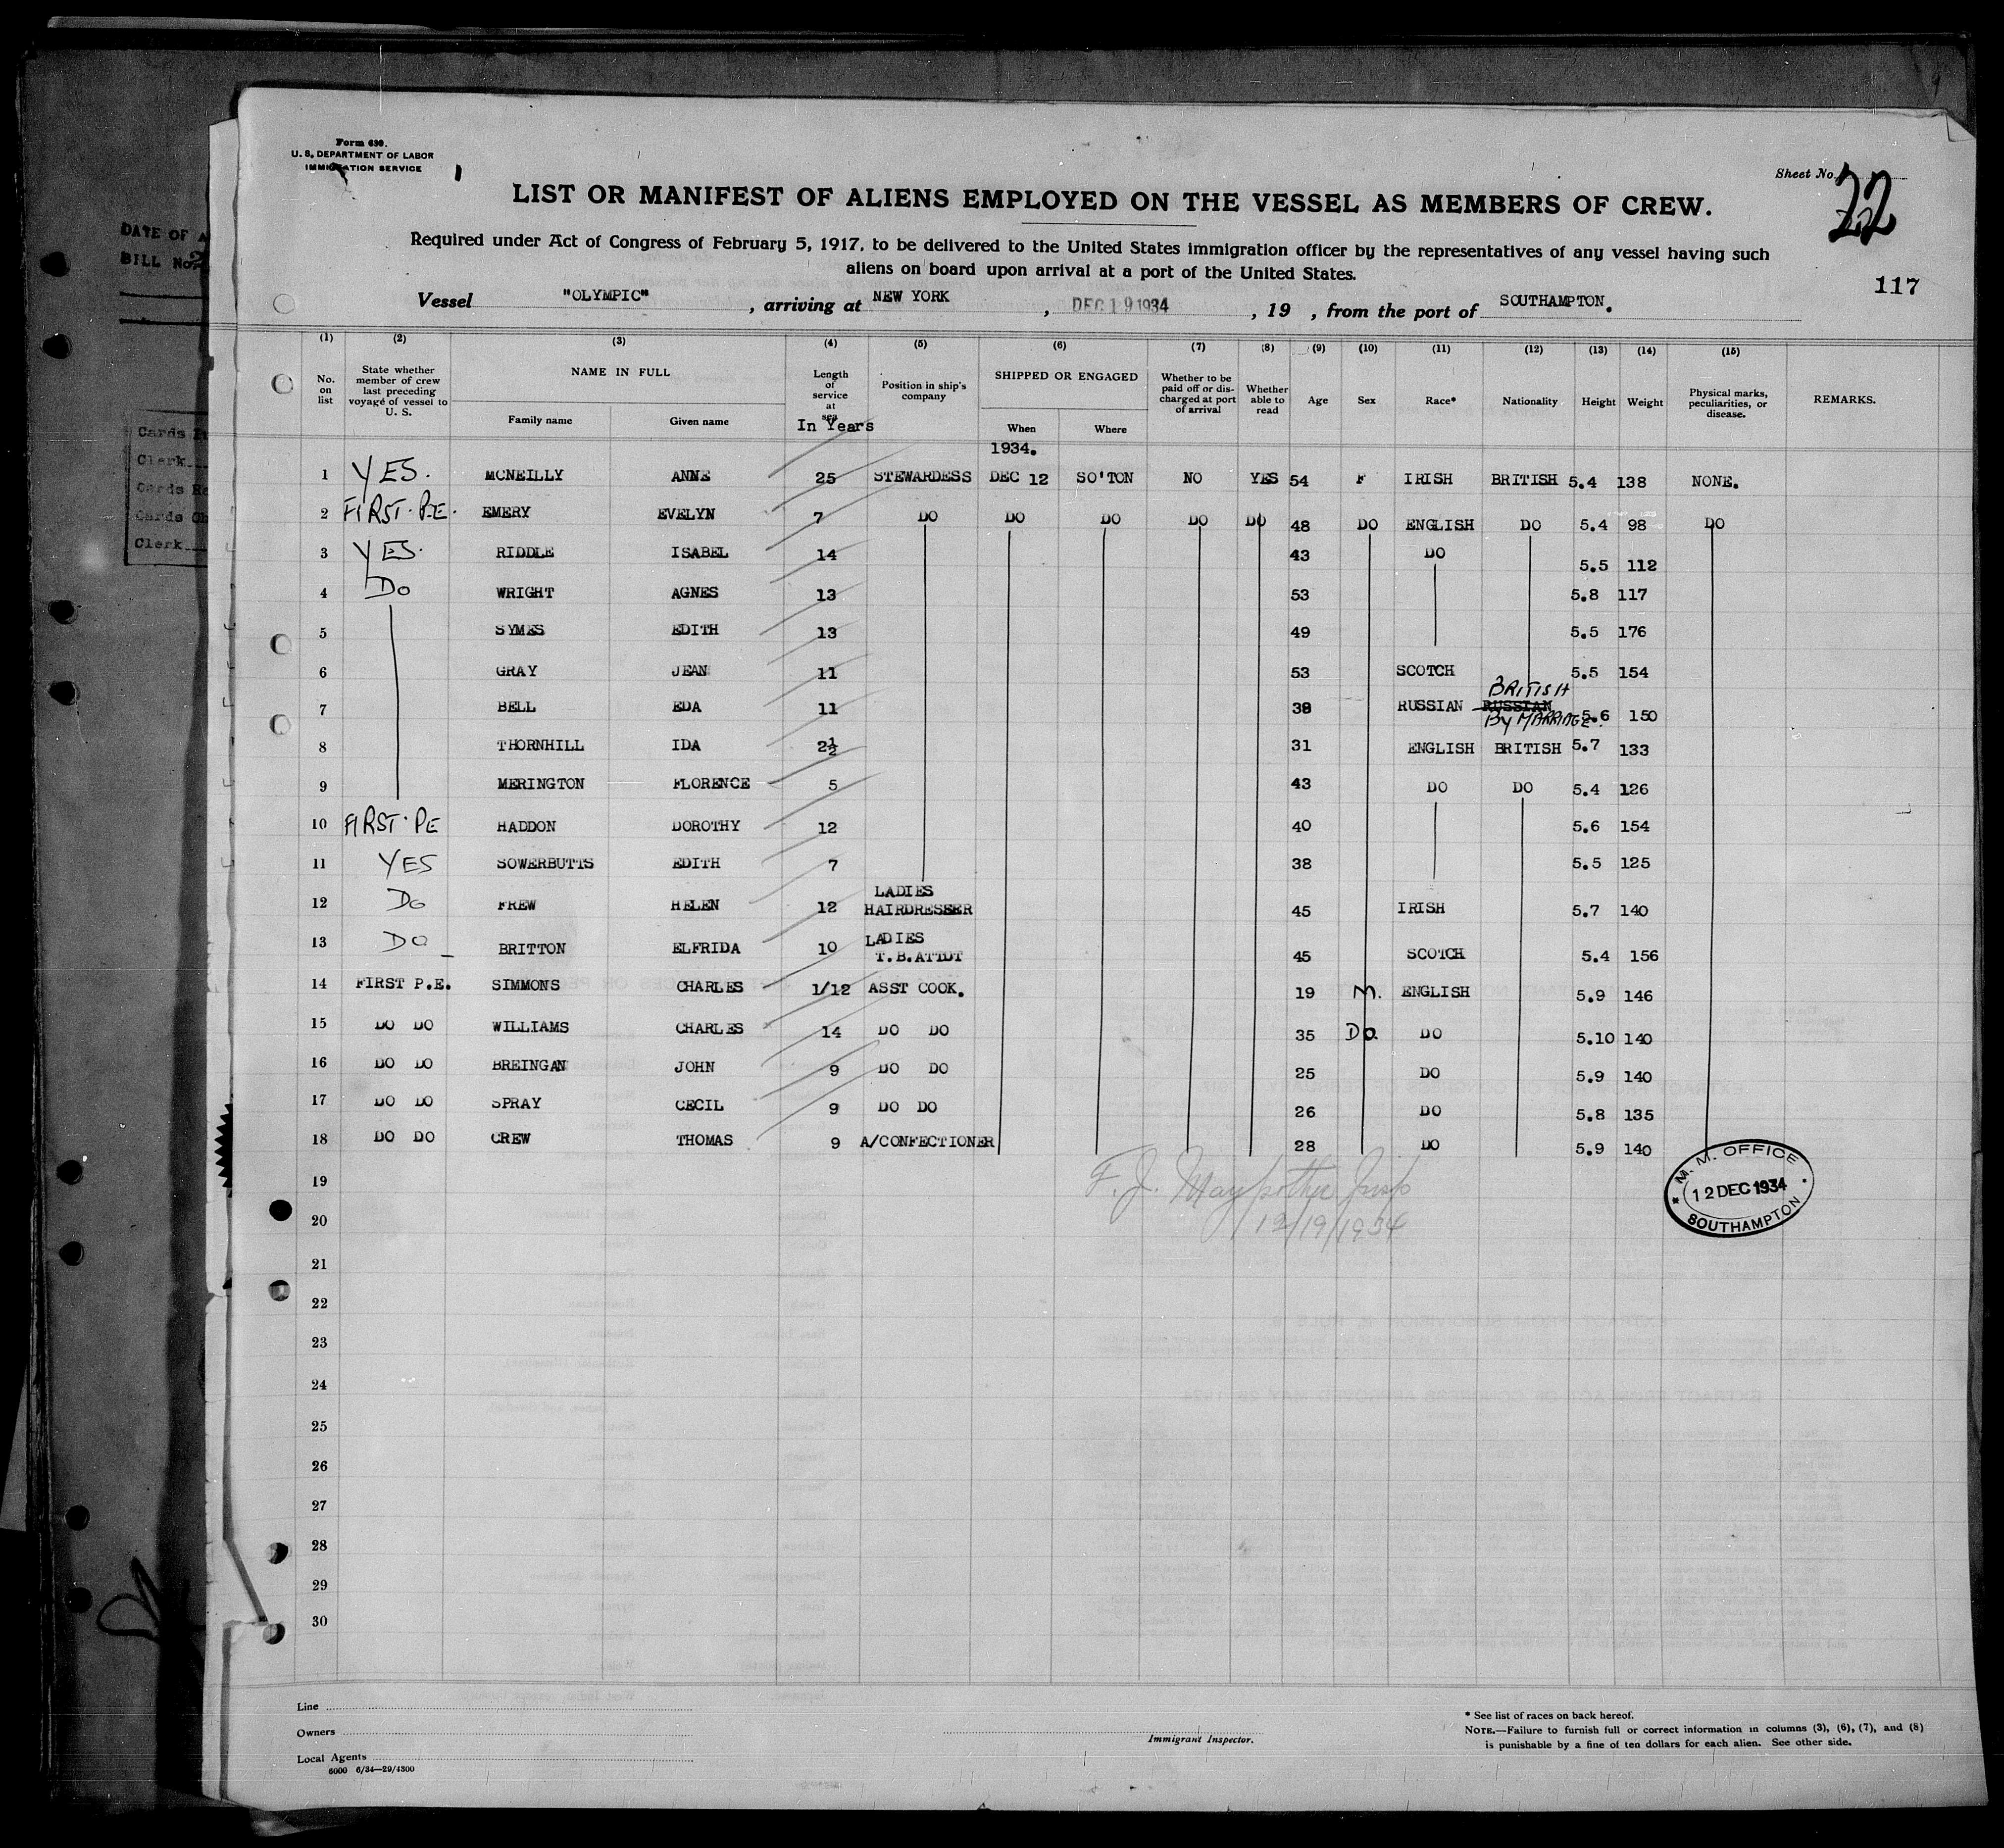 Form 630.
U. S. DEPARTMENT OF LABOR
IMMIGRATION SERVICE
Sheet No. 22
LIST OR MANIFEST OF ALIENS EMPLOYED ON THE VESSEL AS MEMBERS OF CREW.
Required under Act of Congress of February 5, 1917, to be delivered to the United States immigration officer by the representatives of any vessel having such
aliens on board upon arrival at a port of the United States.
117
Vessel "OLYMPIC", arriving at NEW YORK, DEC 19 1934, 19 , from the port of SOUTHAMPTON.
DATE OF
BILL No.
Cards
Clerk
Cards
Cards
Clerk
(1) (2) (3) (4) (5) (6) (7) (8) (9) (10) (11) (12) (13) (14) (15)
No. on list
State whether member of crew last preceding voyage of vessel to U. S.
NAME IN FULL
Family name Given name
Length of service at sea
In Years
Position in ship's company
SHIPPED OR ENGAGED
When Where
Whether to be paid off or discharged at port of arrival
Whether able to read
Age Sex Race* Nationality Height Weight
Physical marks, peculiarities, or disease.
REMARKS.
1934.
1 YES. MCNEILLY ANNE 25 STEWARDESS DEC 12 SO'TON NO YES 54 F IRISH BRITISH 5.4 138 NONE.
2 FIRST. P.E. EMERY EVELYN 7 DO DO DO DO DO 48 DO ENGLISH DO 5.4 98 DO
3 YES. RIDDLE ISABEL 14 43 DO 5.5 112
4 Do WRIGHT AGNES 13 53 5.8 117
5 SYMES EDITH 13 49 5.5 176
6 GRAY JEAN 11 53 SCOTCH 5.5 154
7 BELL EDA 11 39 RUSSIAN RUSSIAN BRITISH By MARRIAGE. 5.6 150
8 THORNHILL IDA 2½ 31 ENGLISH BRITISH 5.7 133
9 MERINGTON FLORENCE 5 43 DO DO 5.4 126
10 FIRST. PE HADDON DOROTHY 12 40 5.6 154
11 YES SOWERBUTTS EDITH 7 38 5.5 125
12 Do FREW HELEN 12 LADIES HAIRDRESSER 45 IRISH 5.7 140
13 DO BRITTON ELFRIDA 10 LADIES T.B.ATTDT 45 SCOTCH 5.4 156
14 FIRST P.E. SIMMONS CHARLES 1/12 ASST COOK. 19 M. ENGLISH 5.9 146
15 DO DO WILLIAMS CHARLES 14 DO DO 35 Do. DO 5.10 140
16 DO DO BREINGAN JOHN 9 DO DO 25 DO 5.9 140
17 DO DO SPRAY CECIL 9 DO DO 26 DO 5.8 135
18 DO DO CREW THOMAS 9 A/CONFECTIONER 28 DO 5.9 140
19
20
21
22
23
24
25
26
27
28
29
30
F. J. Insp
12/19/1934
M. M. OFFICE
12 DEC 1934
SOUTHAMPTON
Line
Owners
Local Agents
6000 6/34—29/4300
Immigrant Inspector.
* See list of races on back hereof.
NOTE.—Failure to furnish full or correct information in columns (3), (6), (7), and (8)
is punishable by a fine of ten dollars for each alien. See other side.